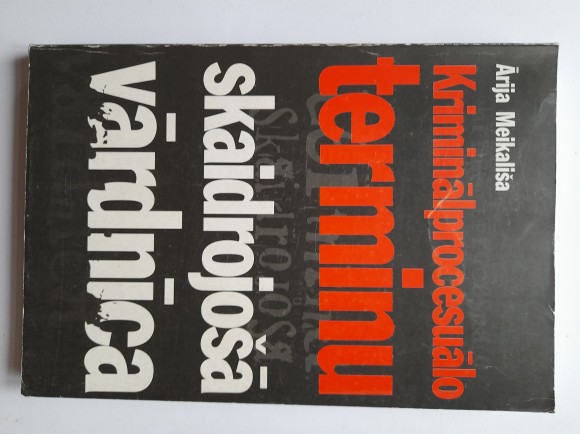 Ārija Meikališa
Kriminālprocesuālo
terminu
skaidrojošā
vārdnīca